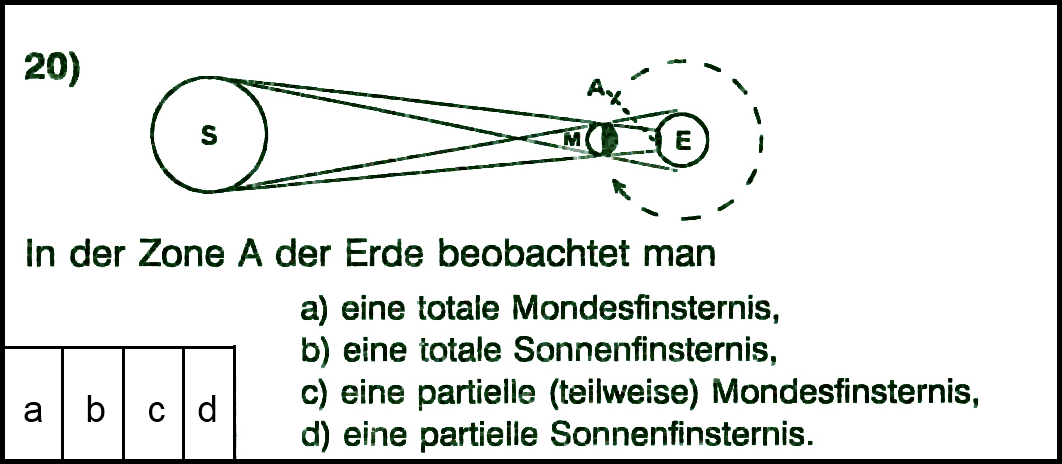 20)
A
S
M
E
In der Zone A der Erde beobachtet man
a) eine totale Mondesfinsternis,
b) eine totale Sonnenfinsternis,
c) eine partielle (teilweise) Mondesfinsternis,
d) eine partielle Sonnenfinsternis.
a b c d